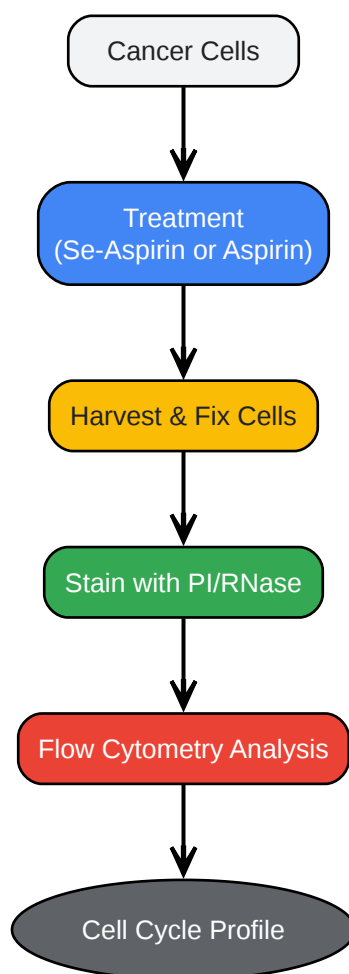 Cancer Cells
Treatment
(Se-Aspirin or Aspirin)
Harvest & Fix Cells
Stain with PI/RNase
Flow Cytometry Analysis
Cell Cycle Profile